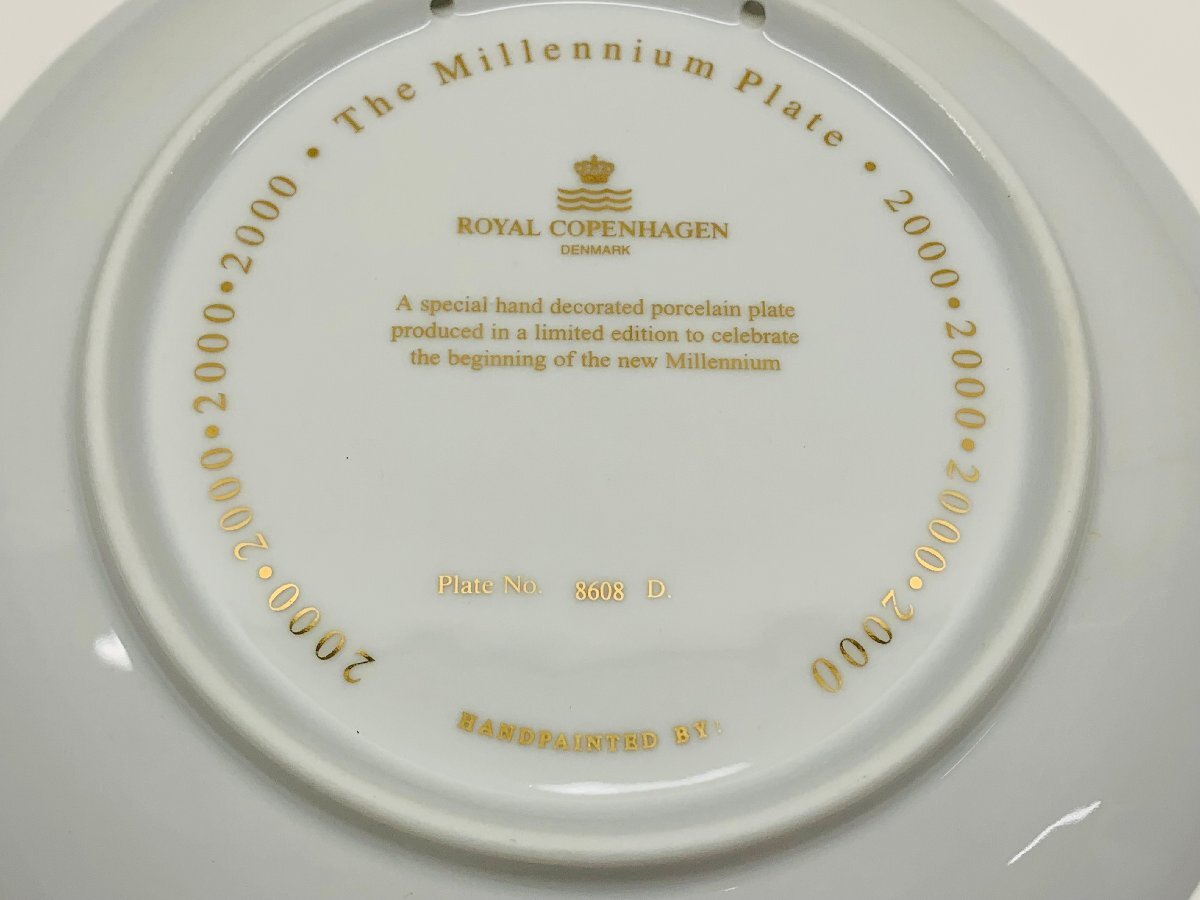 2000•2000•2000•2000 • The Millennium Plate • 2000•2000•2000•2000
ROYAL COPENHAGEN
DENMARK
A special hand decorated porcelain plate
produced in a limited edition to celebrate
the beginning of the new Millennium
Plate No. 8608 D.
HANDPAINTED BY: